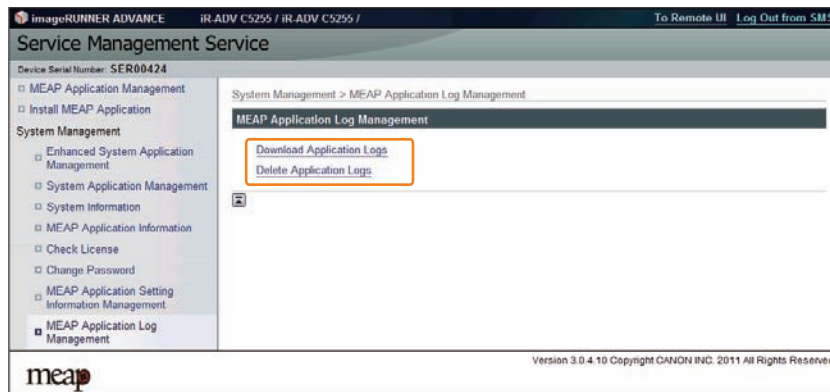 imageRUNNER ADVANCE iR-ADV C5255 / iR-ADV C5255 / To Remote UI Log Out from SMS
Service Management Service
Device Serial Number: SER00424
MEAP Application Management
Install MEAP Application
System Management
Enhanced System Application
Management
System Application Management
System Information
MEAP Application Information
Check License
Change Password
MEAP Application Setting
Information Management
MEAP Application Log
Management
System Management > MEAP Application Log Management
MEAP Application Log Management
Download Application Logs
Delete Application Logs
Version 3.0.4.10 Copyright CANON INC. 2011 All Rights Reserve
meap